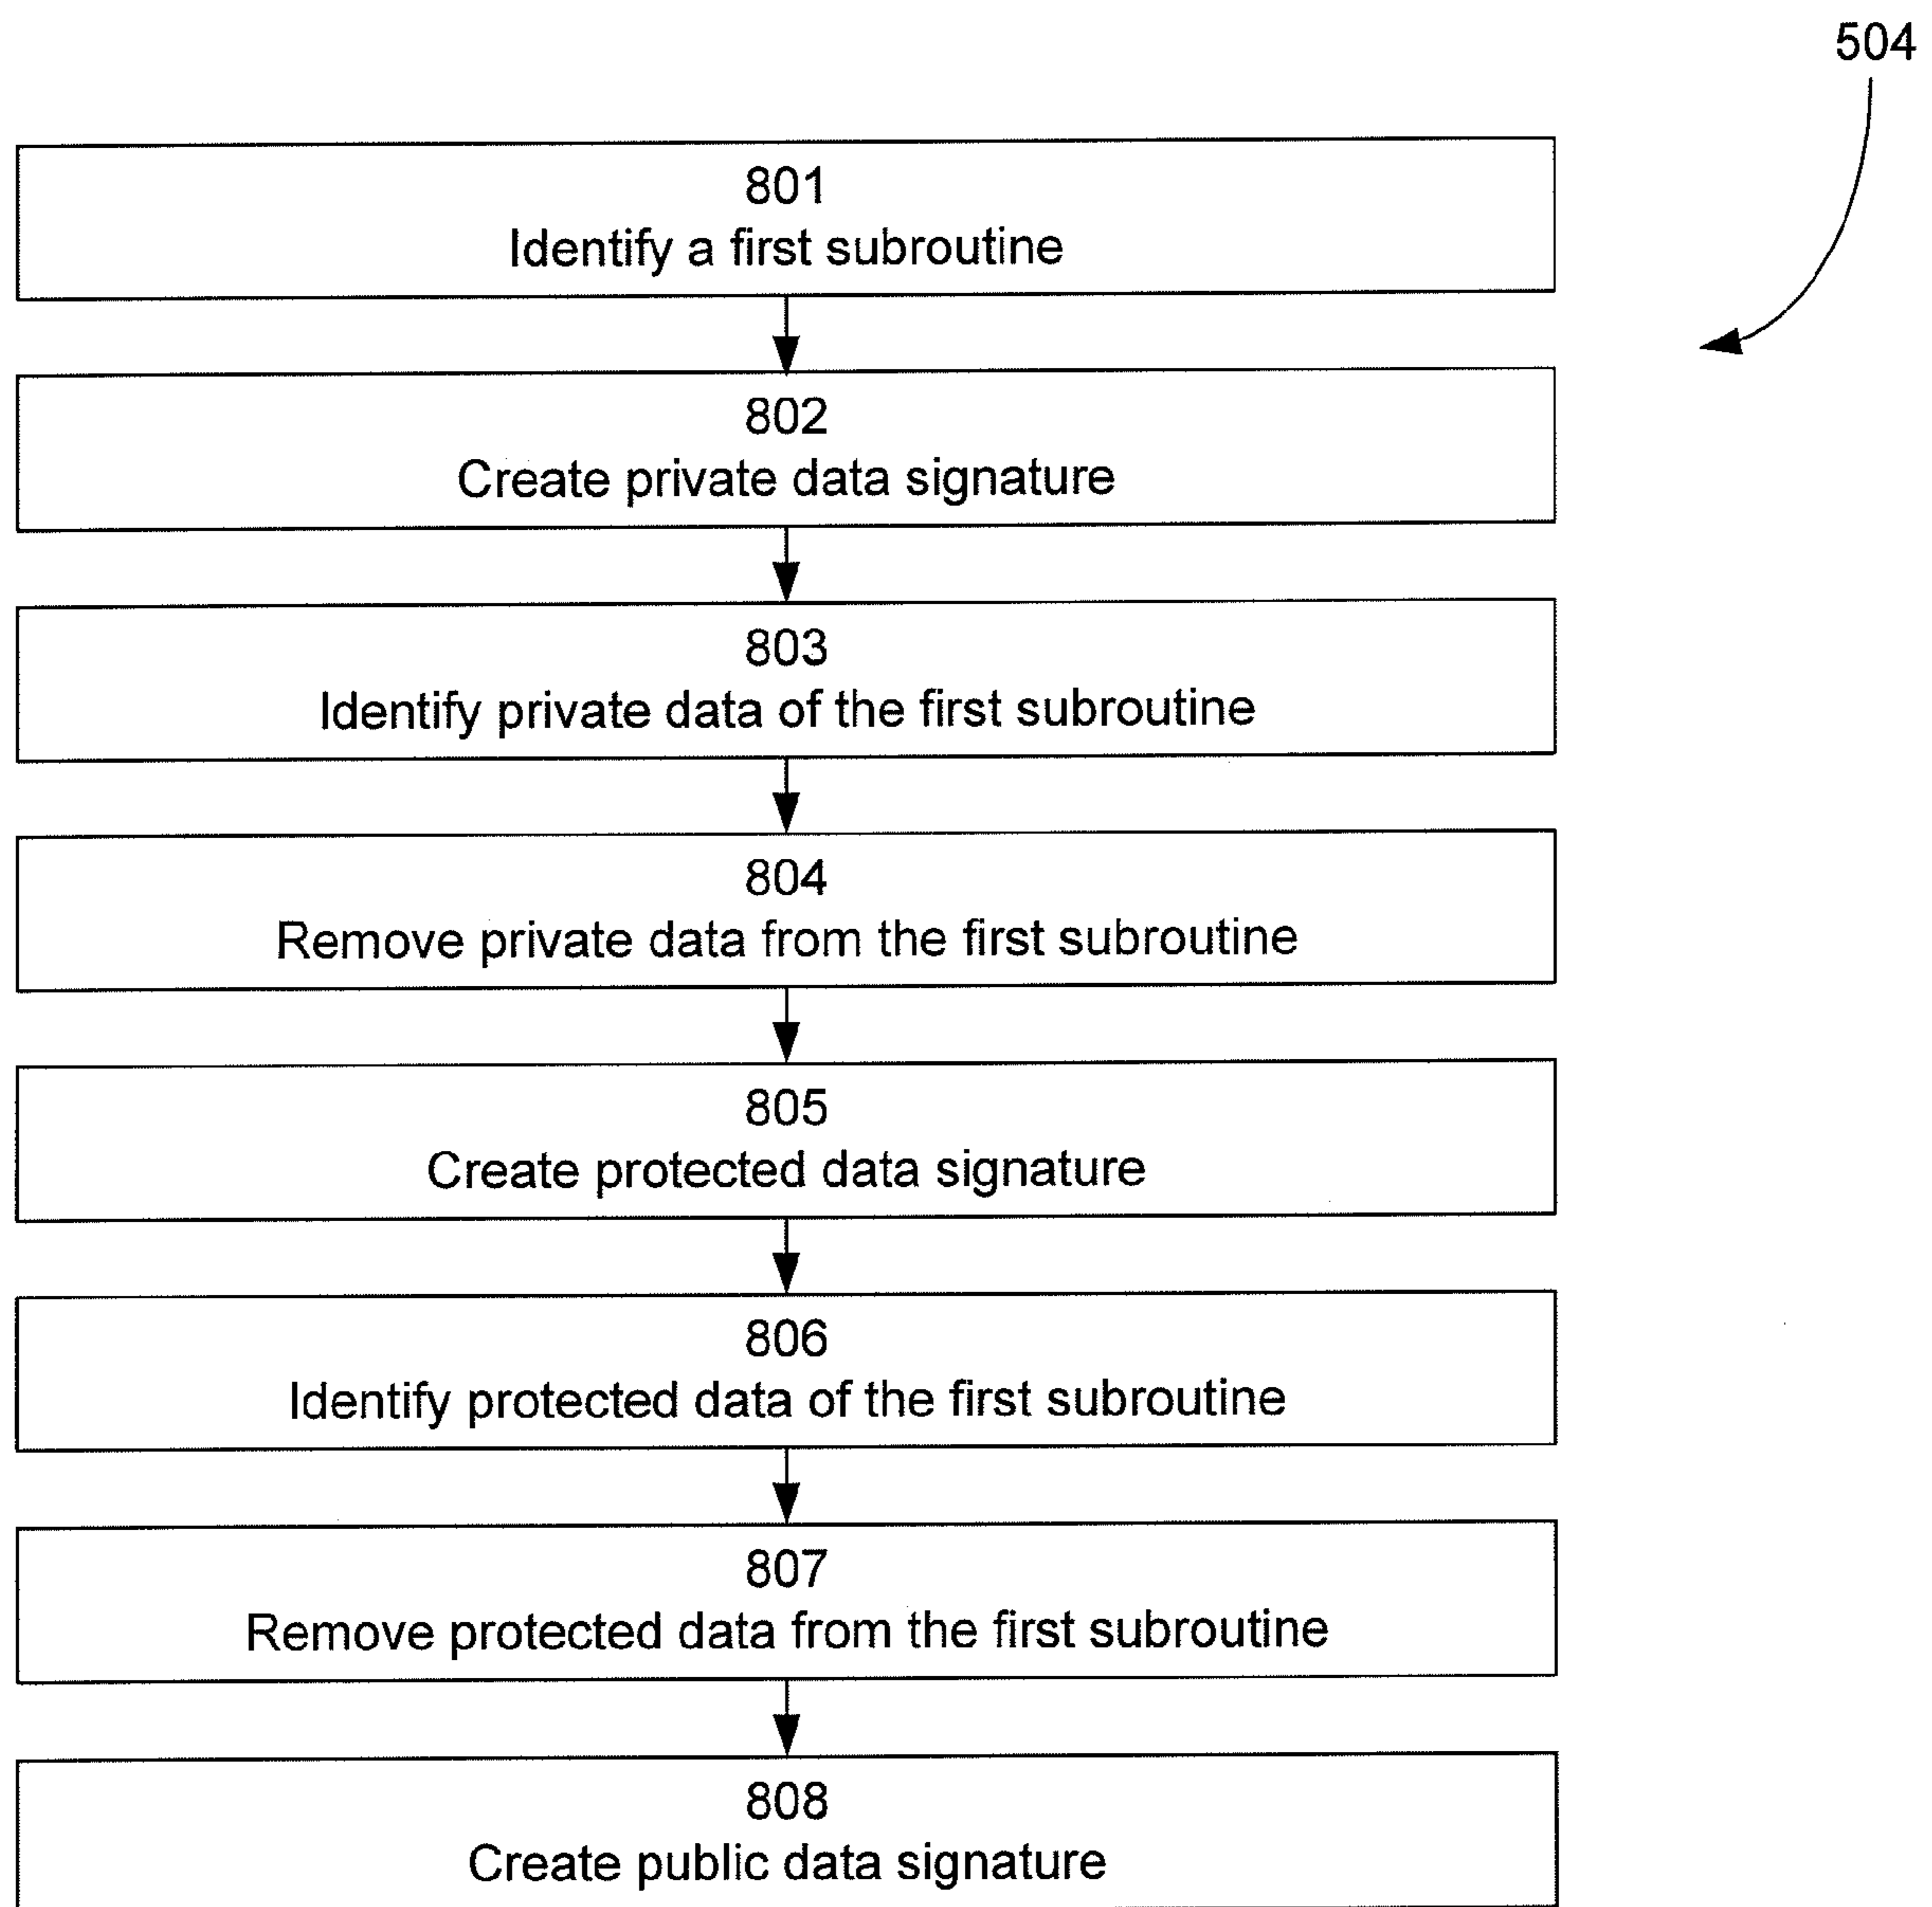 504
801
Identify a first subroutine
802
Create private data signature
803
Identify private data of the first subroutine
804
Remove private data from the first subroutine
805
Create protected data signature
806
Identify protected data of the first subroutine
807
Remove protected data from the first subroutine
808
Create public data signature